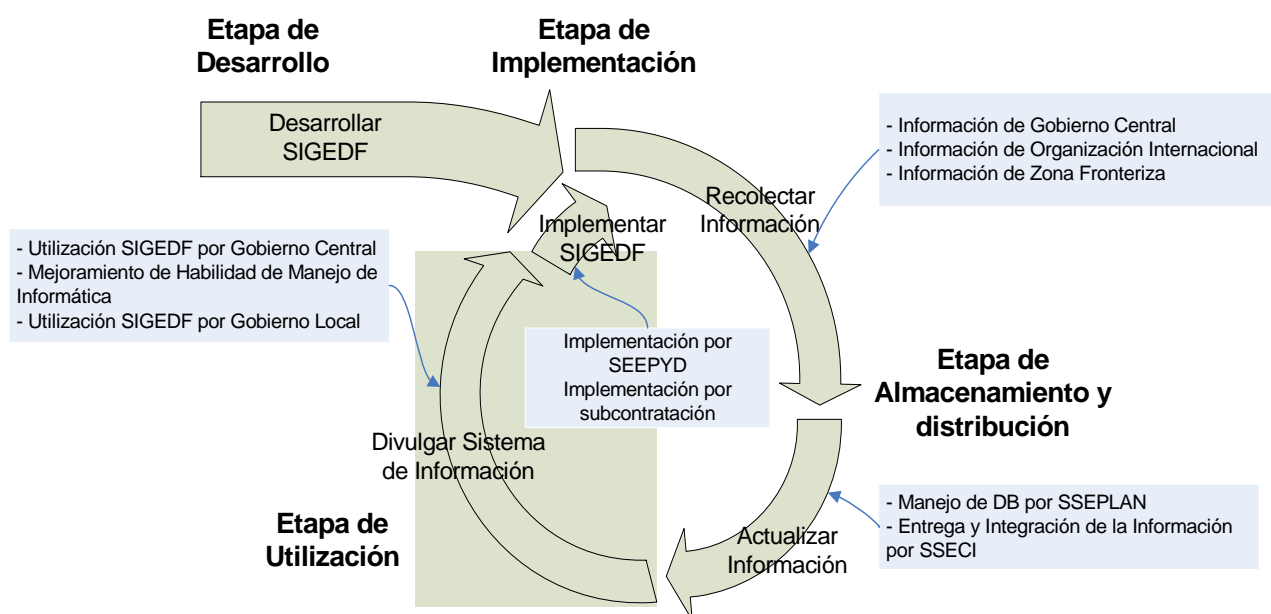 Etapa de
Desarrollo
Etapa de
Implementación
Desarrollar
SIGEDF
- Información de Gobierno Central
- Información de Organización Internacional
- Información de Zona Fronteriza
Recolectar
Información
Implementar
SIGEDF
- Utilización SIGEDF por Gobierno Central
- Mejoramiento de Habilidad de Manejo de
Informática
- Utilización SIGEDF por Gobierno Local
Implementación por
SEEPYD
Implementación por
subcontratación
Etapa de
Almacenamiento y
distribución
Divulgar Sistema
de Información
- Manejo de DB por SSEPLAN
- Entrega y Integración de la Información
por SSECI
Etapa de
Utilización
Actualizar
Información